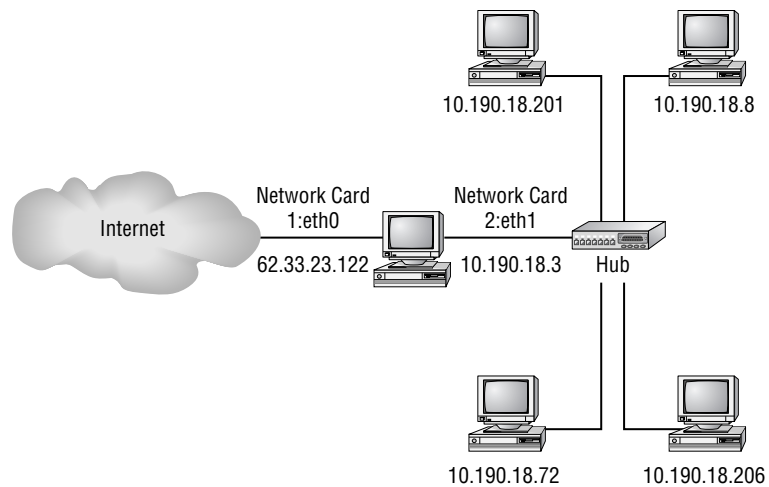 10.190.18.201
10.190.18.8
Internet
Network Card
1:eth0
62.33.23.122
Network Card
2:eth1
10.190.18.3
Hub
10.190.18.72
10.190.18.206